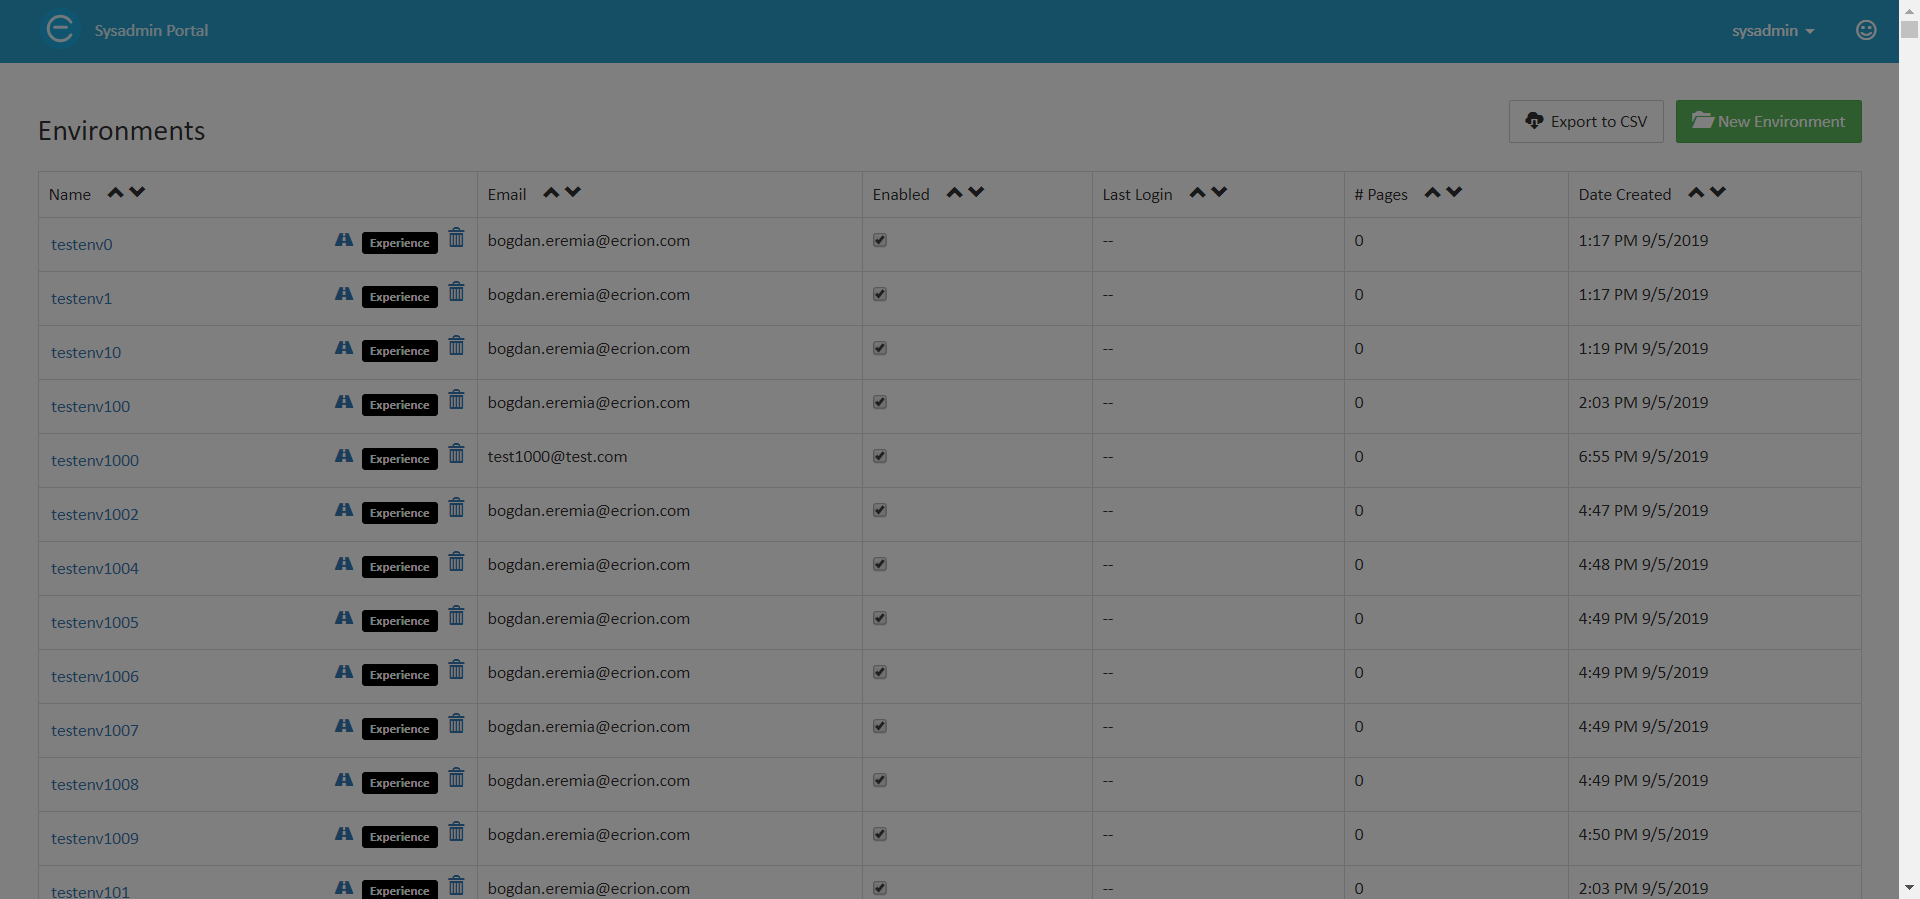 Sysadmin Portal sysadmin
Environments Export to CSV New Environment
Name Email Enabled Last Login # Pages Date Created
testenv0 Experience bogdan.eremia@ecrion.com -- 0 1:17 PM 9/5/2019
testenv1 Experience bogdan.eremia@ecrion.com -- 0 1:17 PM 9/5/2019
testenv10 Experience bogdan.eremia@ecrion.com -- 0 1:19 PM 9/5/2019
testenv100 Experience bogdan.eremia@ecrion.com -- 0 2:03 PM 9/5/2019
testenv1000 Experience test1000@test.com -- 0 6:55 PM 9/5/2019
testenv1002 Experience bogdan.eremia@ecrion.com -- 0 4:47 PM 9/5/2019
testenv1004 Experience bogdan.eremia@ecrion.com -- 0 4:48 PM 9/5/2019
testenv1005 Experience bogdan.eremia@ecrion.com -- 0 4:49 PM 9/5/2019
testenv1006 Experience bogdan.eremia@ecrion.com -- 0 4:49 PM 9/5/2019
testenv1007 Experience bogdan.eremia@ecrion.com -- 0 4:49 PM 9/5/2019
testenv1008 Experience bogdan.eremia@ecrion.com -- 0 4:49 PM 9/5/2019
testenv1009 Experience bogdan.eremia@ecrion.com -- 0 4:50 PM 9/5/2019
testenv101 Experience bogdan.eremia@ecrion.com -- 0 2:03 PM 9/5/2019